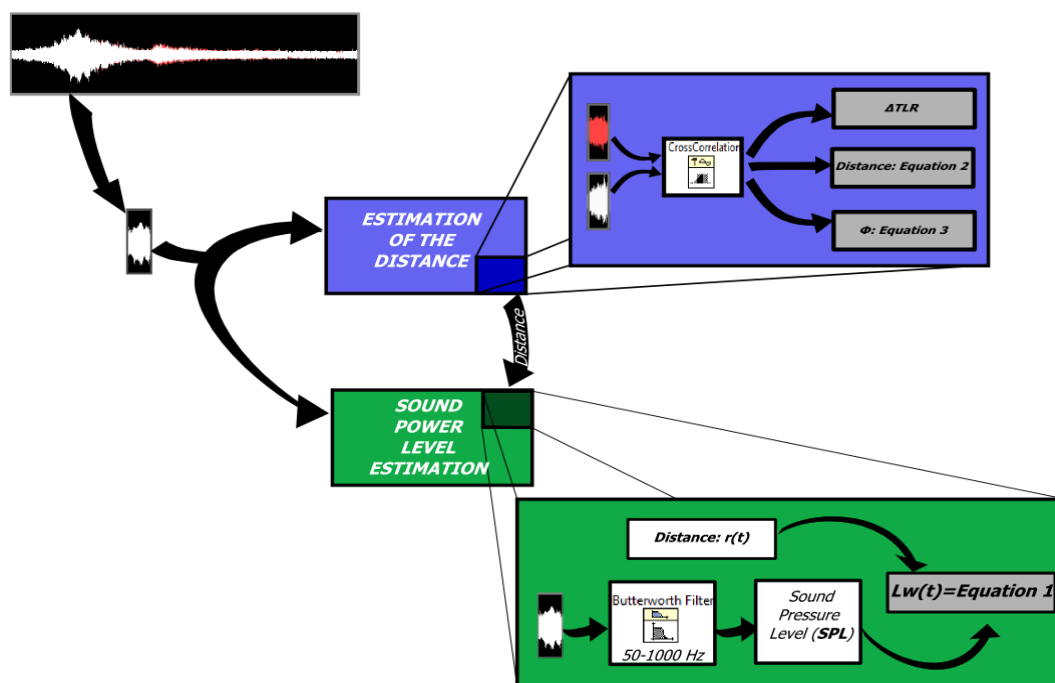 CrossCorrelation
ΔTLR
Distance: Equation 2
Φ: Equation 3
ESTIMATION
OF THE
DISTANCE
Distance
SOUND
POWER
LEVEL
ESTIMATION
Distance: r(t)
Butterworth Filter
50-1000 Hz
Sound
Pressure
Level (SPL)
Lw(t)=Equation 1